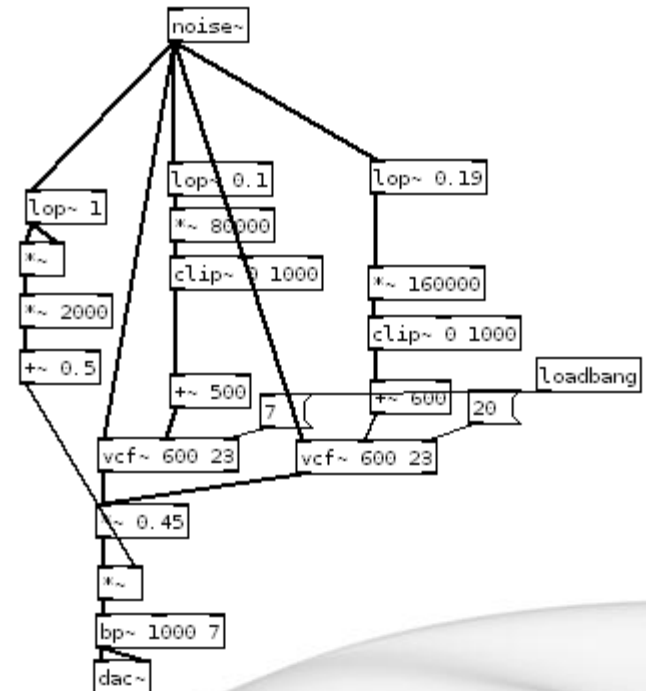 noise~
lop~ 1
lop~ 0.1
lop~ 0.19
*~
*~ 80000
*~ 2000
clip~ 0 1000
*~ 160000
+~ 0.5
clip~ 0 1000
+~ 500
7
+~ 600
20
loadbang
vcf~ 600 23
vcf~ 600 23
*~ 0.45
*~
bp~ 1000 7
dac~